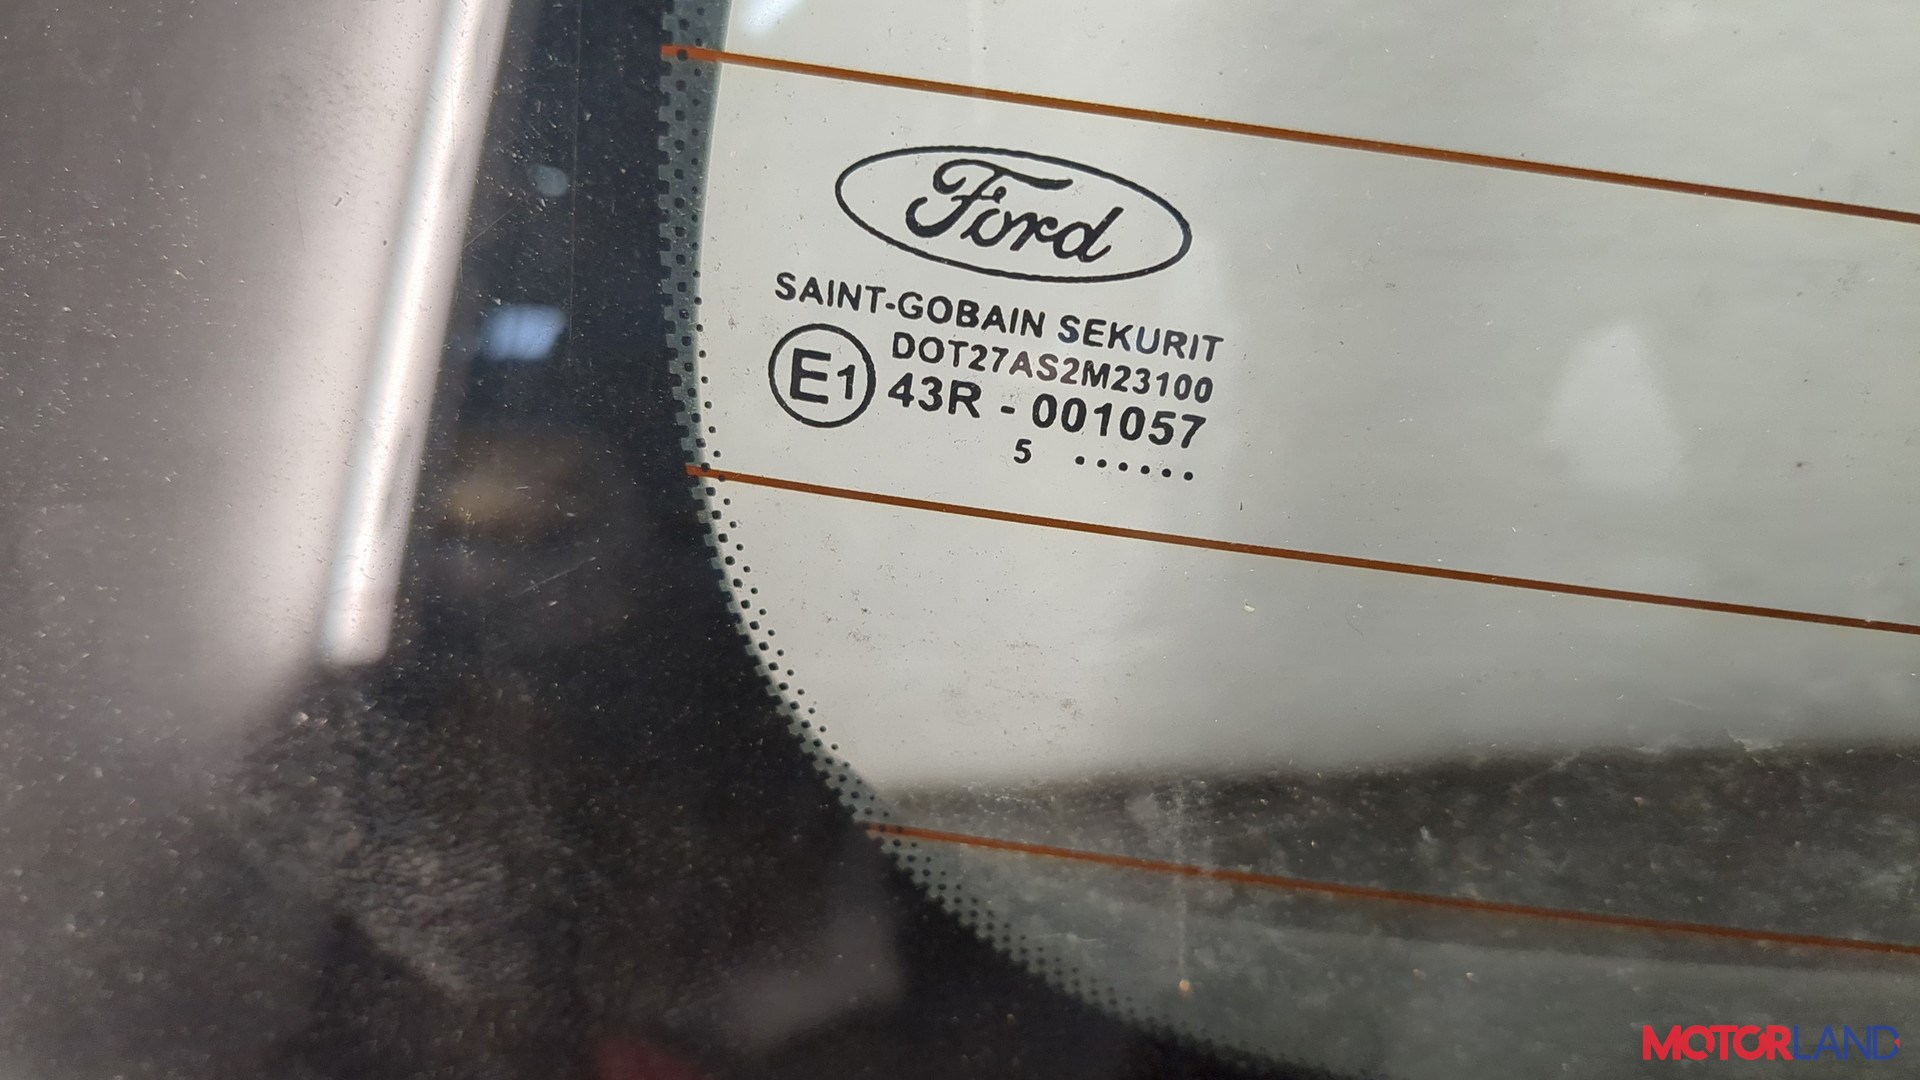 Ford
SAINT-GOBAIN SEKURIT
DOT27AS2M23100
E1 43R - 001057
5 ......
MOTORLAND